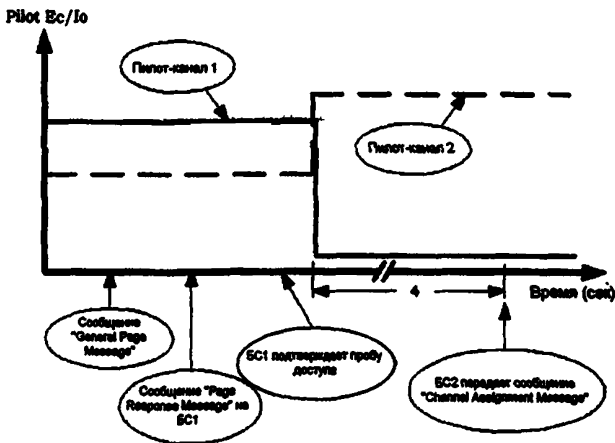 Pilot Ec/Io
Пилот-канал 1
Пилот-канал 2
4
Время (сек)
Сообщение
"General Page
Message"
Сообщение "Page
Response Message" на
БС1
БС1 подтверждает пробу
доступа
БС2 передает сообщение
"Channel Assignment Message"